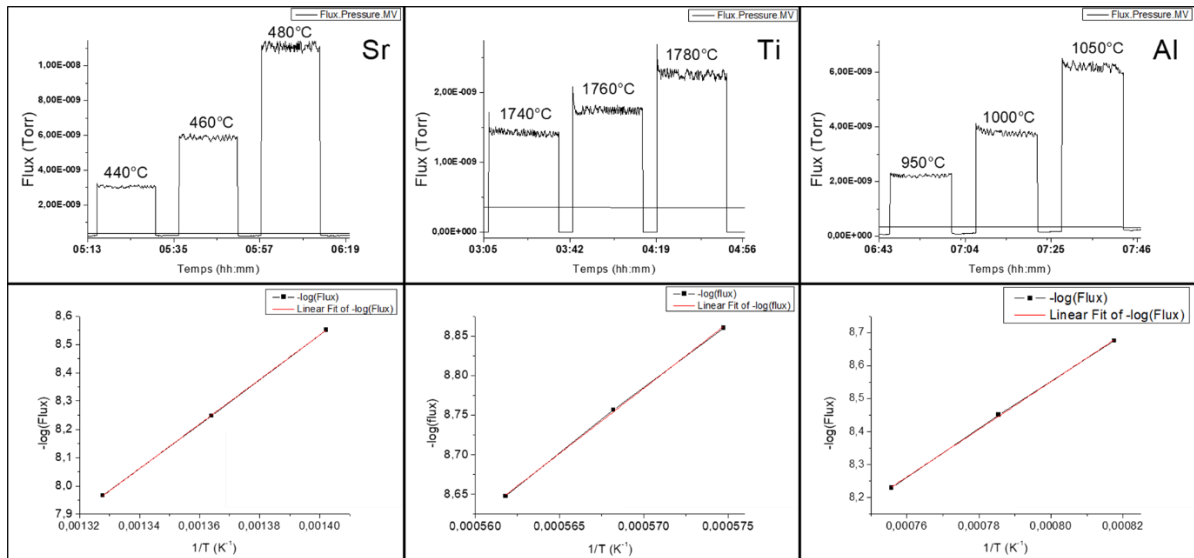 Flux.Pressure.MV
Sr
480°C
460°C
440°C
1,00E-008
8,00E-009
6,00E-009
4,00E-009
2,00E-009
Flux (Torr)
05:13 05:35 05:57 06:19
Temps (hh:mm)
Flux.Pressure.MV
Ti
1780°C
1760°C
1740°C
2,00E-009
1,00E-009
0,00E+000
Flux (Torr)
03:05 03:42 04:19 04:56
Temps (hh:mm)
Flux.Pressure.MV
Al
1050°C
1000°C
950°C
6,00E-009
4,00E-009
2,00E-009
0,00E+000
Flux (Torr)
06:43 07:04 07:25 07:46
Temps (hh:mm)
-log(Flux)
Linear Fit of -log(Flux)
8,6
8,5
8,4
8,3
8,2
8,1
8,0
7,9
-log(Flux)
0,00132 0,00134 0,00136 0,00138 0,00140
1/T (K-1)
-log(flux)
Linear Fit of -log(flux)
8,85
8,80
8,75
8,70
8,65
-log(flux)
0,000560 0,000565 0,000570 0,000575
1/T (K-1)
-log(Flux)
Linear Fit of -log(Flux)
8,7
8,6
8,5
8,4
8,3
8,2
-log(Flux)
0,00076 0,00078 0,00080 0,00082
1/T (K-1)